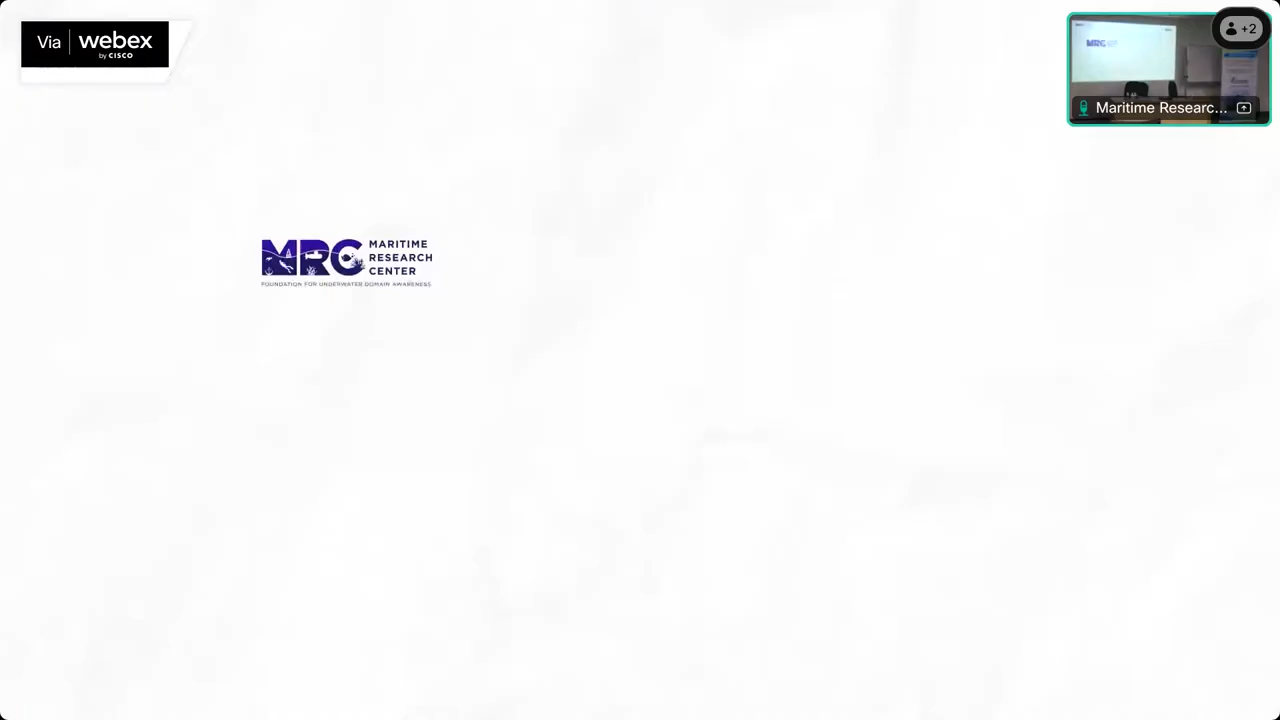 Via webex
by CISCO
+2
Maritime Researc...
MRC MARITIME
RESEARCH
CENTER
FOUNDATION FOR UNDERWATER DOMAIN AWARENESS